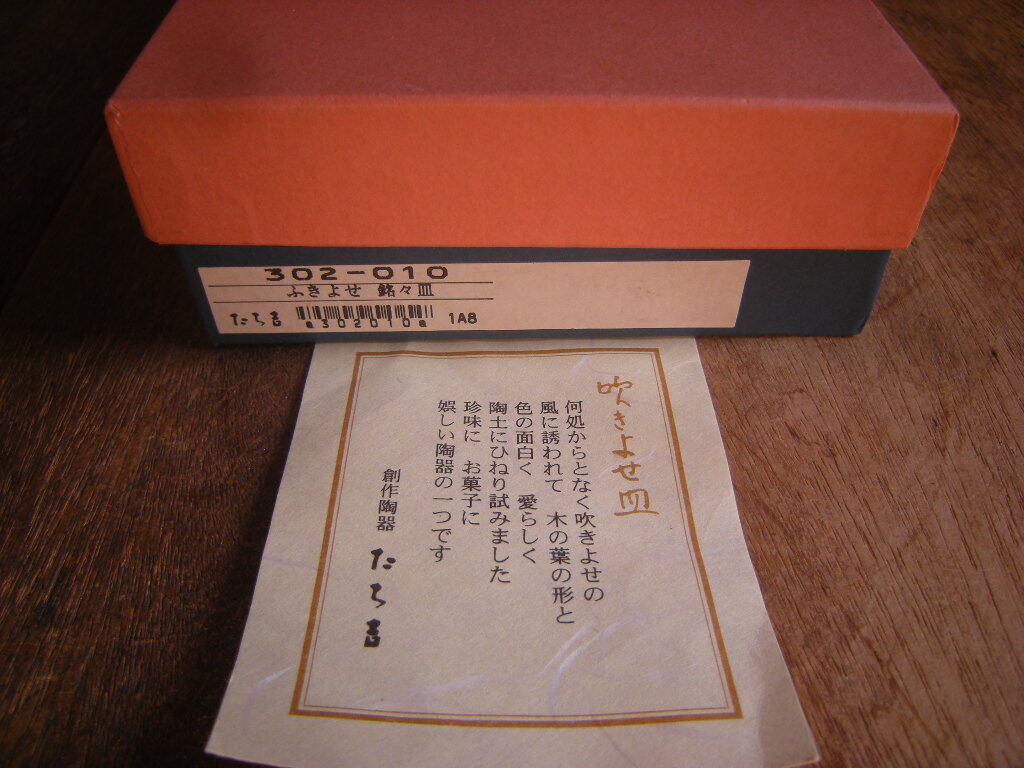 302-010
ふきよせ 銘々皿
たち吉
a302010a
1A8
吹きよせ皿
何処からとなく吹きよせの
風に誘われて 木の葉の形と
色の面白く 愛らしく
陶土にひねり試みました
珍味に お菓子に
娯しい陶器の一つです
創作陶器 たち吉